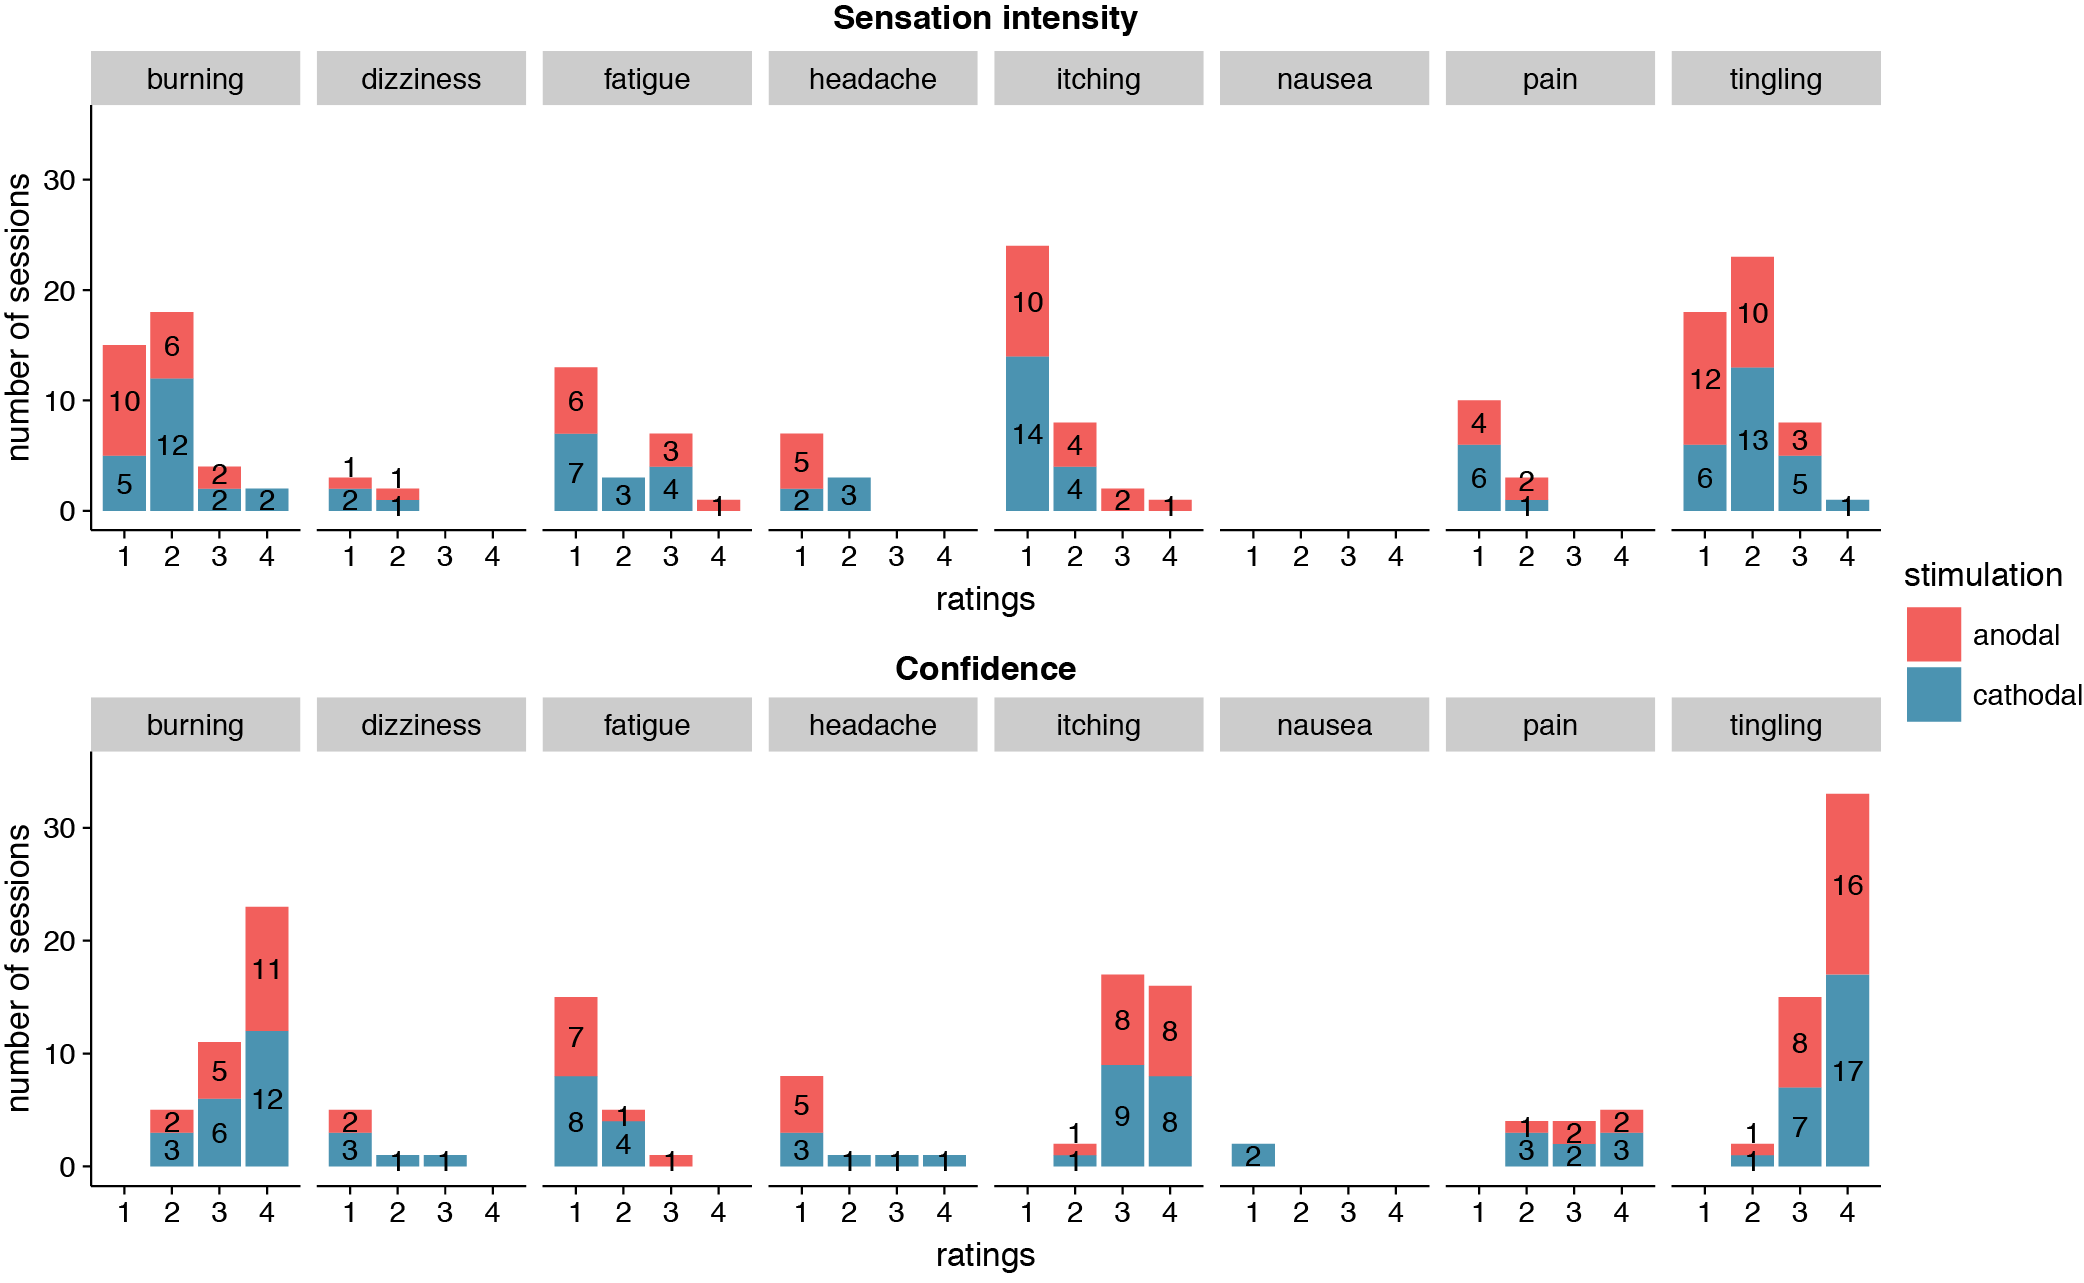 Sensation intensity
burning dizziness fatigue headache itching nausea pain tingling
number of sessions
30
20
10
0
10 5 6 12 2 2 2
1 2 1 1
6 7 3 3 4 1
5 2 3
10 14 4 4 2 1
4 6 2 1
12 6 10 13 3 5 1
1 2 3 4 1 2 3 4 1 2 3 4 1 2 3 4 1 2 3 4 1 2 3 4 1 2 3 4 1 2 3 4
ratings
stimulation
anodal
cathodal
Confidence
burning dizziness fatigue headache itching nausea pain tingling
number of sessions
30
20
10
0
2 3 5 6 11 12
2 3 1 1
7 8 1 4 1
5 3 1 1 1
1 1 8 9 8 8
2
1 3 2 2 2 3
1 1 8 7 16 17
1 2 3 4 1 2 3 4 1 2 3 4 1 2 3 4 1 2 3 4 1 2 3 4 1 2 3 4 1 2 3 4
ratings